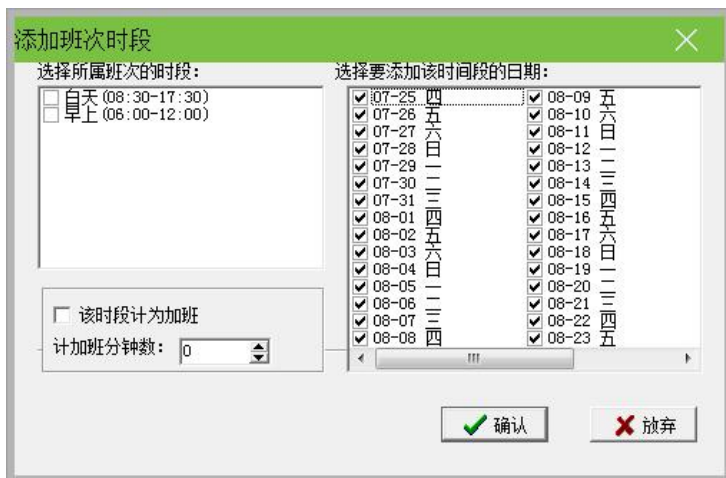 添加班次时段
选择所属班次的时段：
白天(08:30-17:30)
早上(06:00-12:00)
该时段计为加班
计加班分钟数： 0
选择要添加该时间段的日期：
07-25 四
07-26 五
07-27 六
07-28 日
07-29 一
07-30 二
07-31 三
08-01 四
08-02 五
08-03 六
08-04 日
08-05 一
08-06 二
08-07 三
08-08 四
08-09 五
08-10 六
08-11 日
08-12 一
08-13 二
08-14 三
08-15 四
08-16 五
08-17 六
08-18 日
08-19 一
08-20 二
08-21 三
08-22 四
08-23 五
确认
放弃